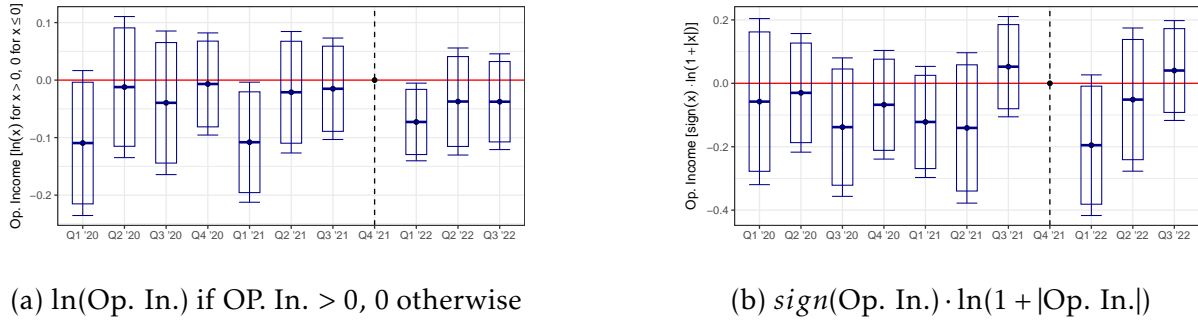 Op. Income [ln(x) for x > 0, 0 for x ≤ 0]
0.1
0.0
−0.1
−0.2
Q1 '20 Q2 '20 Q3 '20 Q4 '20 Q1 '21 Q2 '21 Q3 '21 Q4 '21 Q1 '22 Q2 '22 Q3 '22
(a) ln(Op. In.) if OP. In. > 0, 0 otherwise
Op. Income [sign(x) · ln(1 + |x|)]
0.2
0.0
−0.2
−0.4
Q1 '20 Q2 '20 Q3 '20 Q4 '20 Q1 '21 Q2 '21 Q3 '21 Q4 '21 Q1 '22 Q2 '22 Q3 '22
(b) sign(Op. In.) · ln(1 + |Op. In.|)